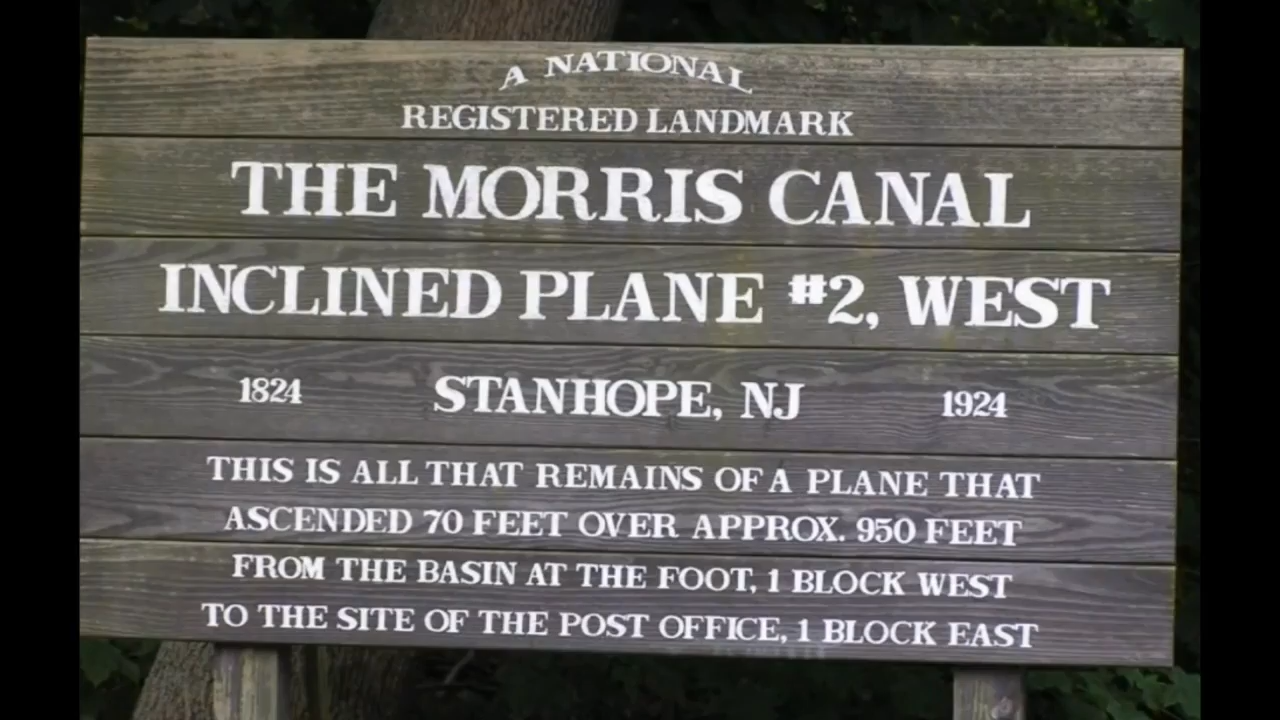 A NATIONAL
REGISTERED LANDMARK
THE MORRIS CANAL
INCLINED PLANE #2, WEST
1824 STANHOPE, NJ 1924
THIS IS ALL THAT REMAINS OF A PLANE THAT
ASCENDED 70 FEET OVER APPROX. 950 FEET
FROM THE BASIN AT THE FOOT, 1 BLOCK WEST
TO THE SITE OF THE POST OFFICE, 1 BLOCK EAST